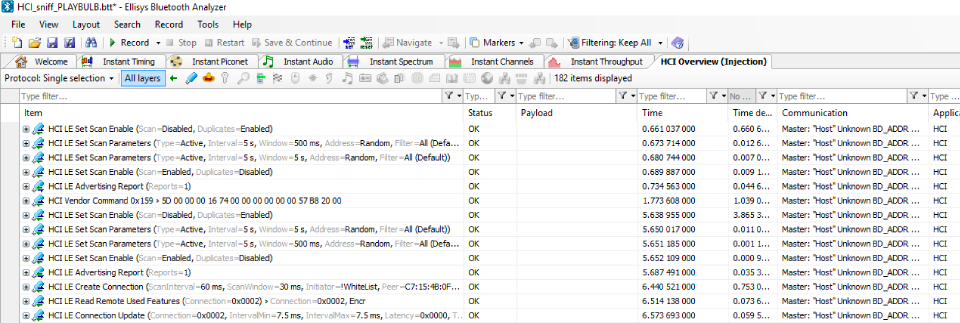 HCI_sniff_PLAYBULB.btt* - Ellisys Bluetooth Analyzer
File View Layout Search Record Tools Help
Record Stop Restart Save & Continue Navigate Markers Filtering: Keep All
Welcome Instant Timing Instant Piconet Instant Audio Instant Spectrum Instant Channels Instant Throughput HCI Overview (Injection)
Protocol: Single selection All layers 182 items displayed
Type filter... Typ... Type filter... Type filter... No ... Type filter... Type ...
Item Status Payload Time Time de... Communication Applic
HCI LE Set Scan Enable (Scan=Disabled, Duplicates=Enabled) OK 0.661 037 000 0.660 6... Master: "Host" Unknown BD_ADDR ... HCI
HCI LE Set Scan Parameters (Type=Active, Interval=5 s, Window=500 ms, Address=Random, Filter=All (Defa... OK 0.673 714 000 0.012 6... Master: "Host" Unknown BD_ADDR ... HCI
HCI LE Set Scan Parameters (Type=Active, Interval=5 s, Window=5 s, Address=Random, Filter=All (Default)) OK 0.680 744 000 0.007 0... Master: "Host" Unknown BD_ADDR ... HCI
HCI LE Set Scan Enable (Scan=Enabled, Duplicates=Disabled) OK 0.689 887 000 0.009 1... Master: "Host" Unknown BD_ADDR ... HCI
HCI LE Advertising Report (Reports=1) OK 0.734 563 000 0.044 6... Master: "Host" Unknown BD_ADDR ... HCI
HCI Vendor Command 0x159 > 5D 00 00 00 16 74 00 00 00 00 00 00 57 B8 20 00 OK 1.773 608 000 1.039 0... Master: "Host" Unknown BD_ADDR ... HCI
HCI LE Set Scan Enable (Scan=Disabled, Duplicates=Enabled) OK 5.638 955 000 3.865 3... Master: "Host" Unknown BD_ADDR ... HCI
HCI LE Set Scan Parameters (Type=Active, Interval=5 s, Window=5 s, Address=Random, Filter=All (Default)) OK 5.650 017 000 0.011 0... Master: "Host" Unknown BD_ADDR ... HCI
HCI LE Set Scan Parameters (Type=Active, Interval=5 s, Window=500 ms, Address=Random, Filter=All (Defa... OK 5.651 185 000 0.001 1... Master: "Host" Unknown BD_ADDR ... HCI
HCI LE Set Scan Enable (Scan=Enabled, Duplicates=Disabled) OK 5.652 109 000 0.000 9... Master: "Host" Unknown BD_ADDR ... HCI
HCI LE Advertising Report (Reports=1) OK 5.687 491 000 0.035 3... Master: "Host" Unknown BD_ADDR ... HCI
HCI LE Create Connection (ScanInterval=60 ms, ScanWindow=30 ms, Initiator=!WhiteList, Peer=C7:15:4B:0F... OK 6.440 521 000 0.753 0... Master: "Host" Unknown BD_ADDR ... HCI
HCI LE Read Remote Used Features (Connection=0x0002) > Connection=0x0002, Encr OK 6.514 138 000 0.073 6... Master: "Host" Unknown BD_ADDR ... HCI
HCI LE Connection Update (Connection=0x0002, IntervalMin=7.5 ms, IntervalMax=7.5 ms, Latency=0x0000, T... OK 6.573 693 000 0.059 5... Master: "Host" Unknown BD_ADDR ... HCI